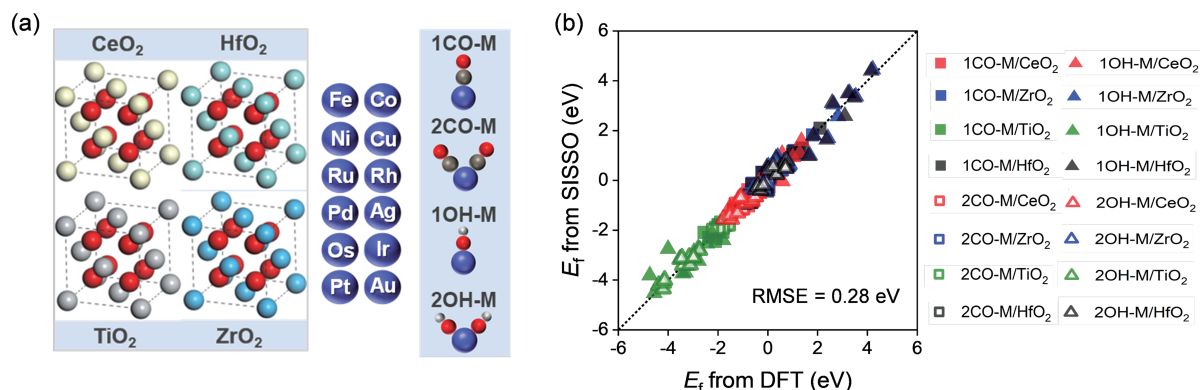 (a)
CeO₂ HfO₂
TiO₂ ZrO₂
Fe Co
Ni Cu
Ru Rh
Pd Ag
Os Ir
Pt Au
1CO-M
2CO-M
1OH-M
2OH-M
(b)
E_f from SISSO (eV)
6
4
2
0
-2
-4
-6
-6 -4 -2 0 2 4 6
E_f from DFT (eV)
RMSE = 0.28 eV
1CO-M/CeO₂ 1OH-M/CeO₂
1CO-M/ZrO₂ 1OH-M/ZrO₂
1CO-M/TiO₂ 1OH-M/TiO₂
1CO-M/HfO₂ 1OH-M/HfO₂
2CO-M/CeO₂ 2OH-M/CeO₂
2CO-M/ZrO₂ 2OH-M/ZrO₂
2CO-M/TiO₂ 2OH-M/TiO₂
2CO-M/HfO₂ 2OH-M/HfO₂